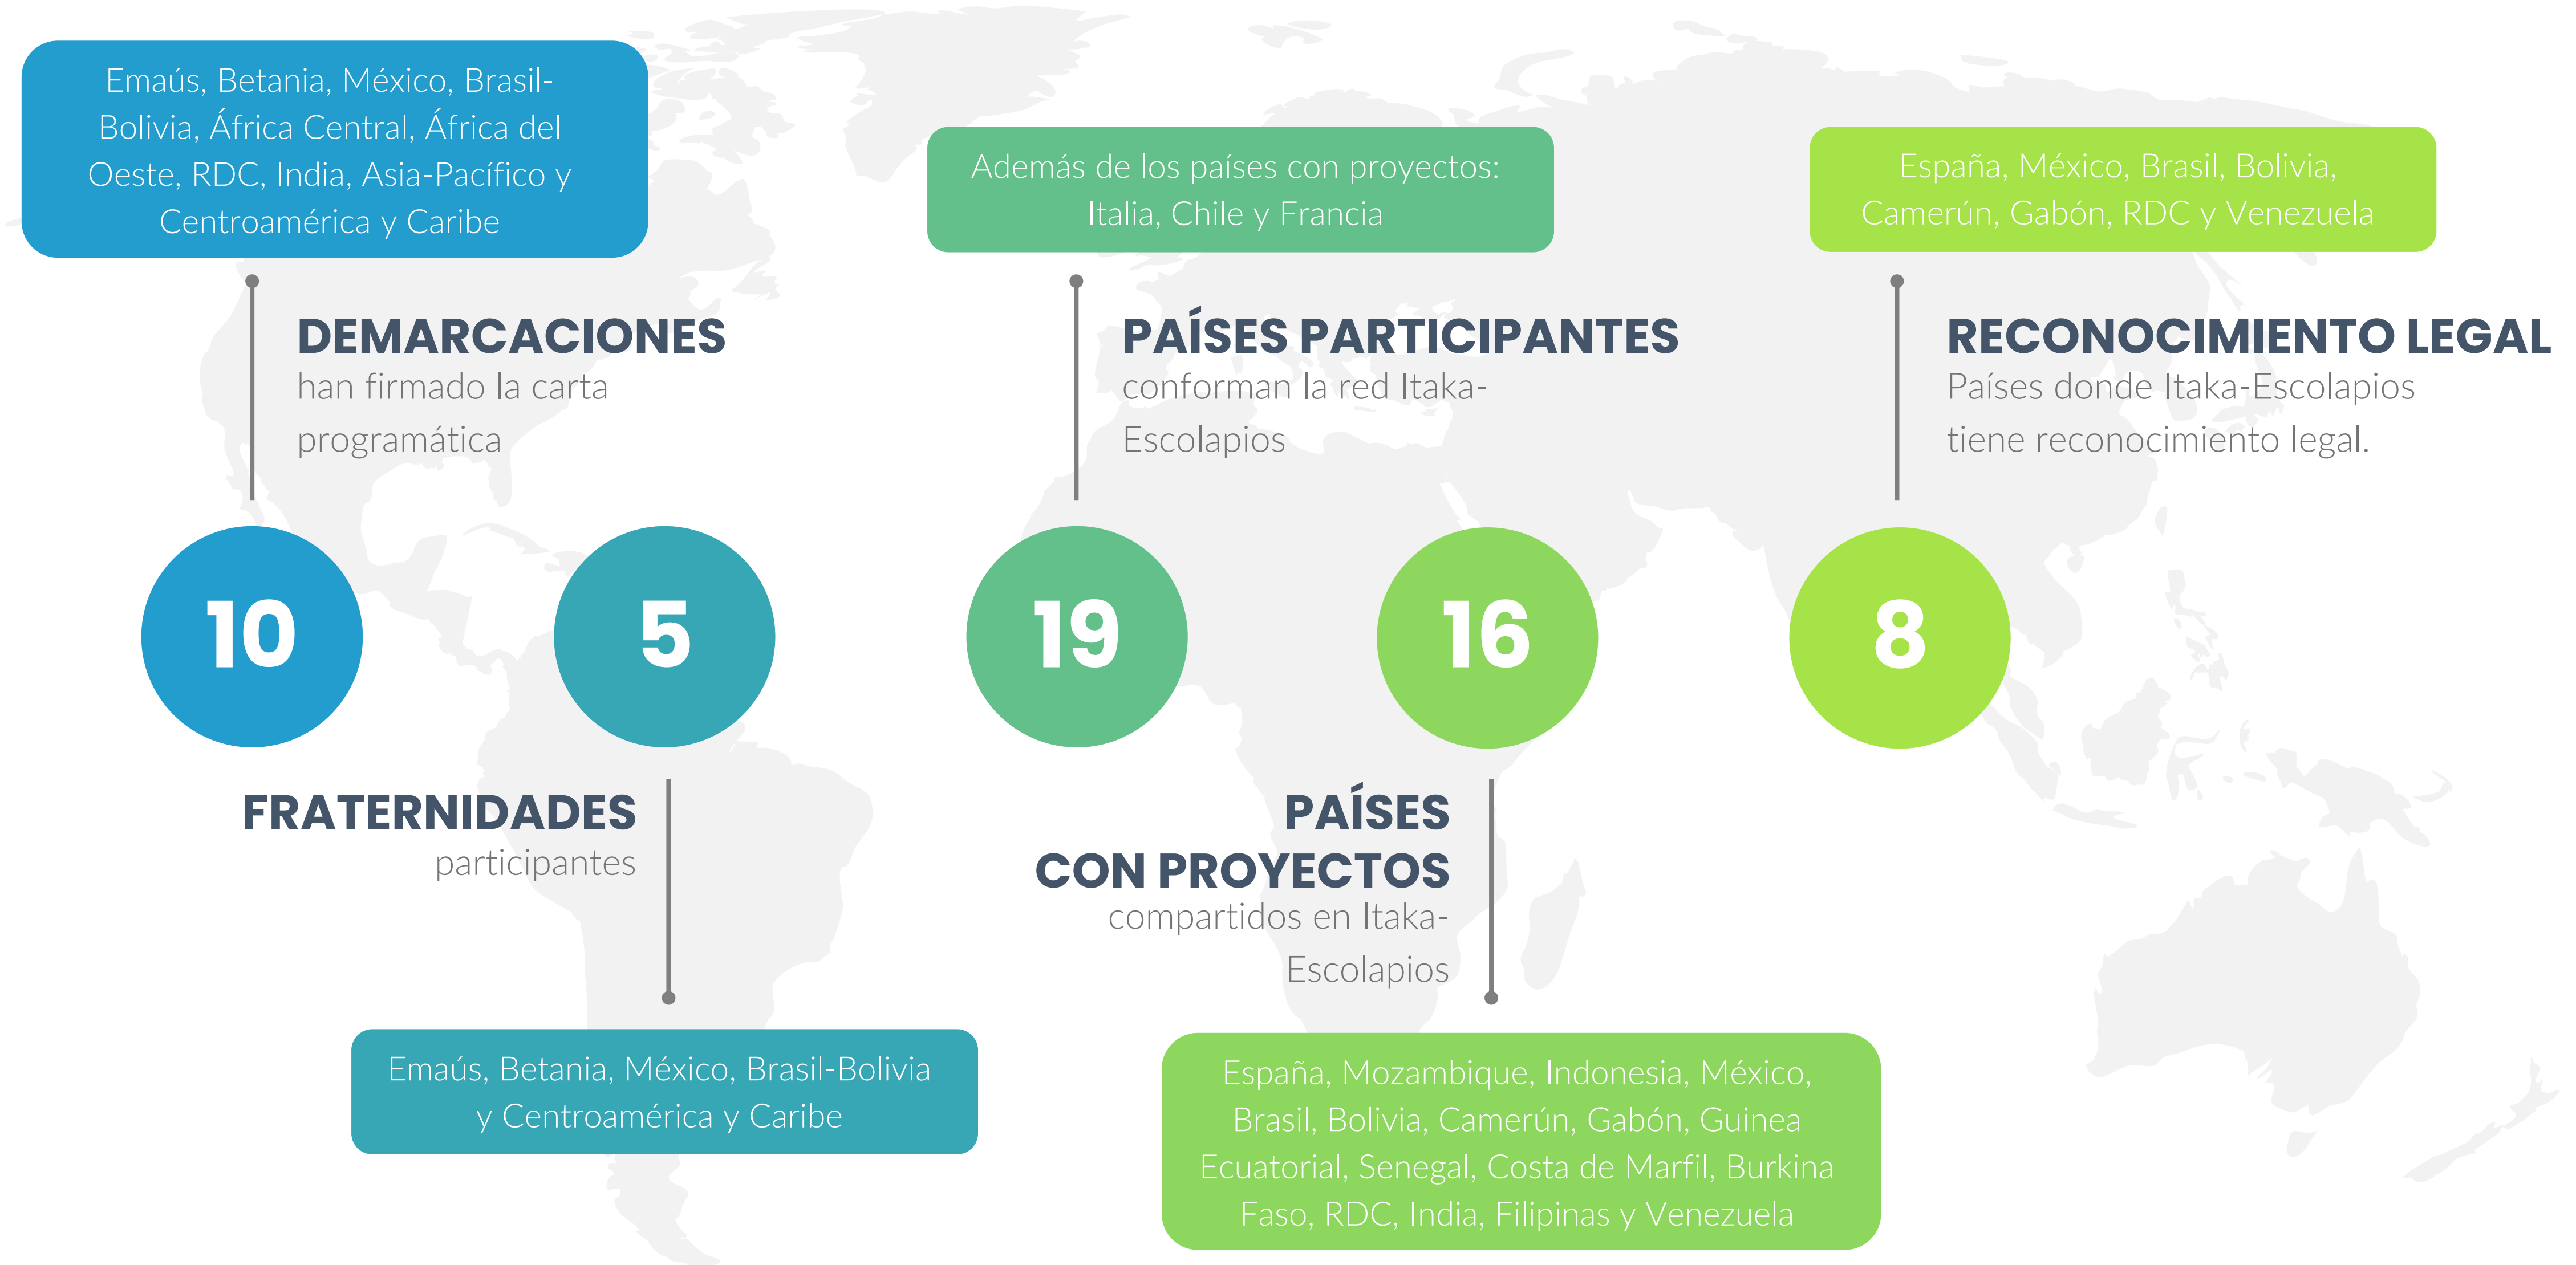 Emaús, Betania, México, Brasil-
Bolivia, África Central, África del
Oeste, RDC, India, Asia-Pacífico y
Centroamérica y Caribe
DEMARCACIONES
han firmado la carta
programática
10
5
FRATERNIDADES
participantes
Emaús, Betania, México, Brasil-Bolivia
y Centroamérica y Caribe
Además de los países con proyectos:
Italia, Chile y Francia
PAÍSES PARTICIPANTES
conforman la red Itaka-
Escolapios
19
16
PAÍSES
CON PROYECTOS
compartidos en Itaka-
Escolapios
España, Mozambique, Indonesia, México,
Brasil, Bolivia, Camerún, Gabón, Guinea
Ecuatorial, Senegal, Costa de Marfil, Burkina
Faso, RDC, India, Filipinas y Venezuela
España, México, Brasil, Bolivia,
Camerún, Gabón, RDC y Venezuela
RECONOCIMIENTO LEGAL
Países donde Itaka-Escolapios
tiene reconocimiento legal.
8